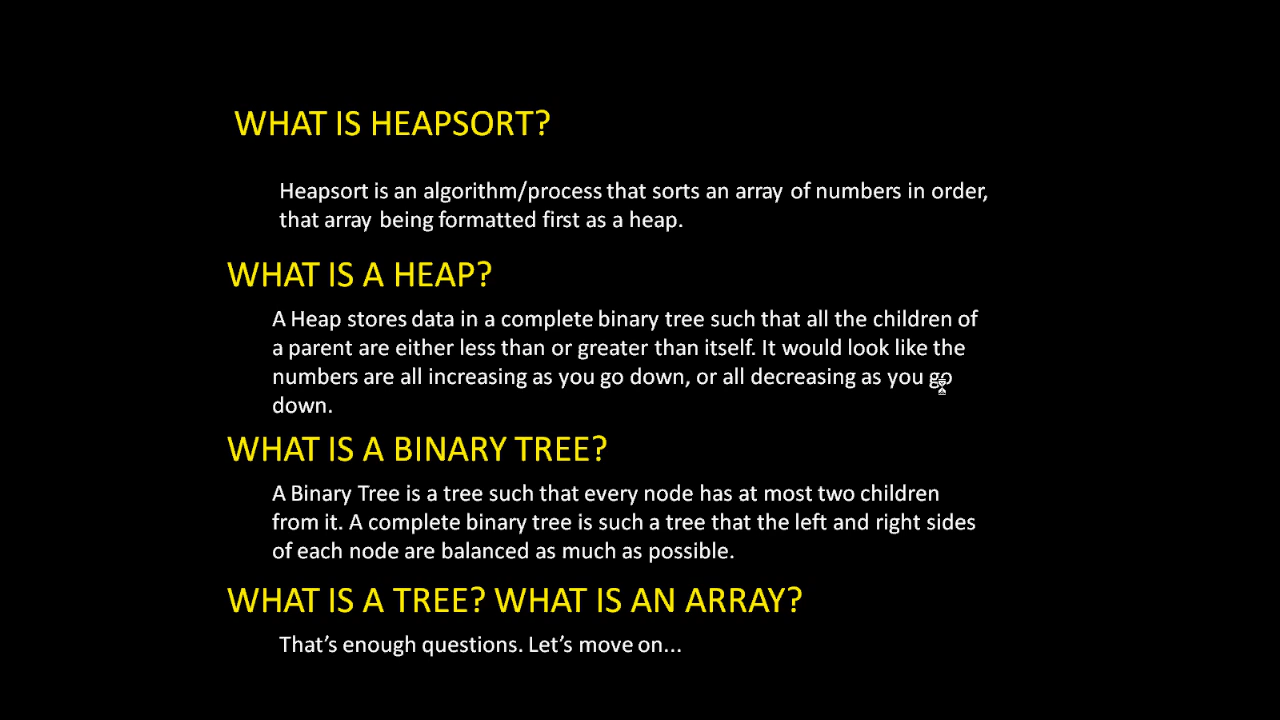 WHAT IS HEAPSORT?
Heapsort is an algorithm/process that sorts an array of numbers in order,
that array being formatted first as a heap.
WHAT IS A HEAP?
A Heap stores data in a complete binary tree such that all the children of
a parent are either less than or greater than itself. It would look like the
numbers are all increasing as you go down, or all decreasing as you go
down.
WHAT IS A BINARY TREE?
A Binary Tree is a tree such that every node has at most two children
from it. A complete binary tree is such a tree that the left and right sides
of each node are balanced as much as possible.
WHAT IS A TREE? WHAT IS AN ARRAY?
That’s enough questions. Let’s move on...